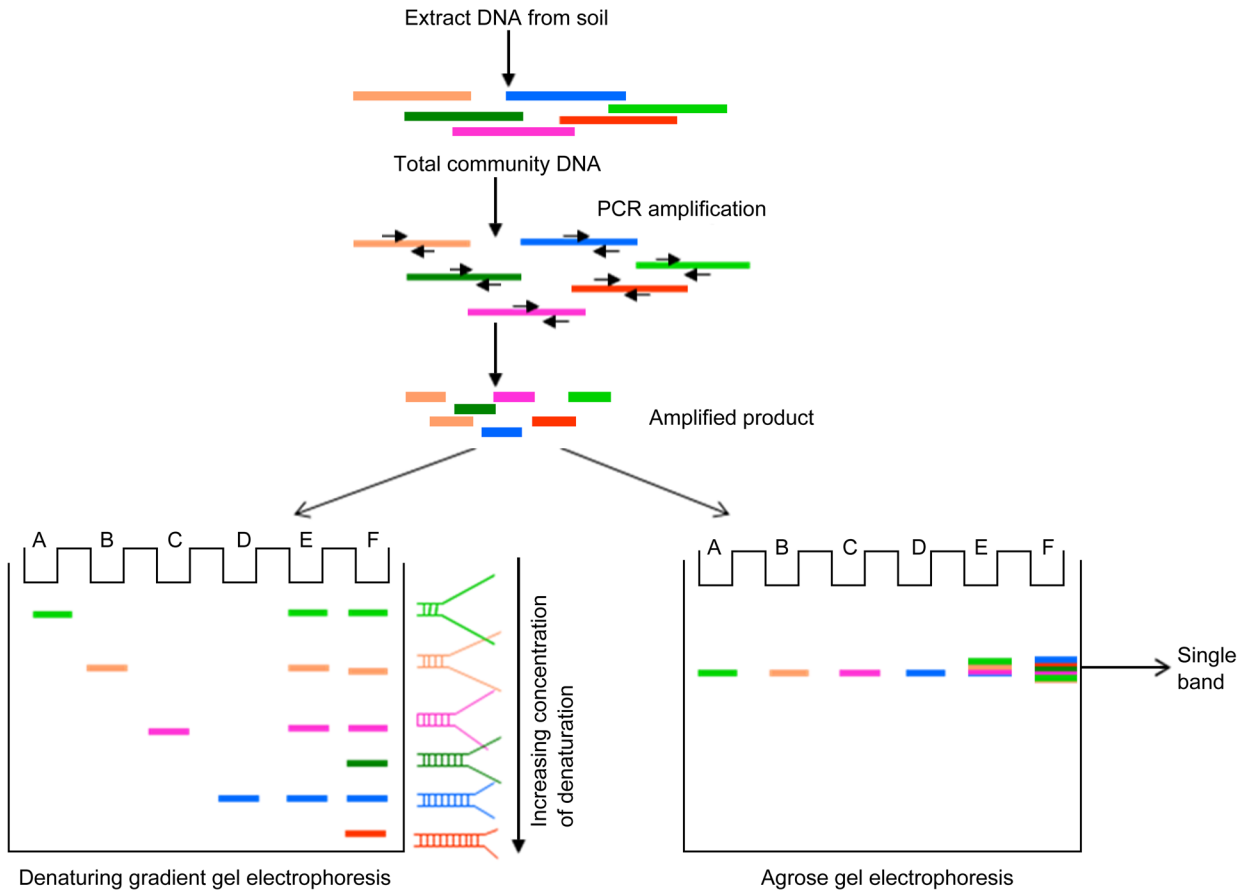 Extract DNA from soil
Total community DNA
PCR amplification
Amplified product
A B C D E F
A B C D E F
Increasing concentration
of denaturation
Single
band
Denaturing gradient gel electrophoresis
Agrose gel electrophoresis